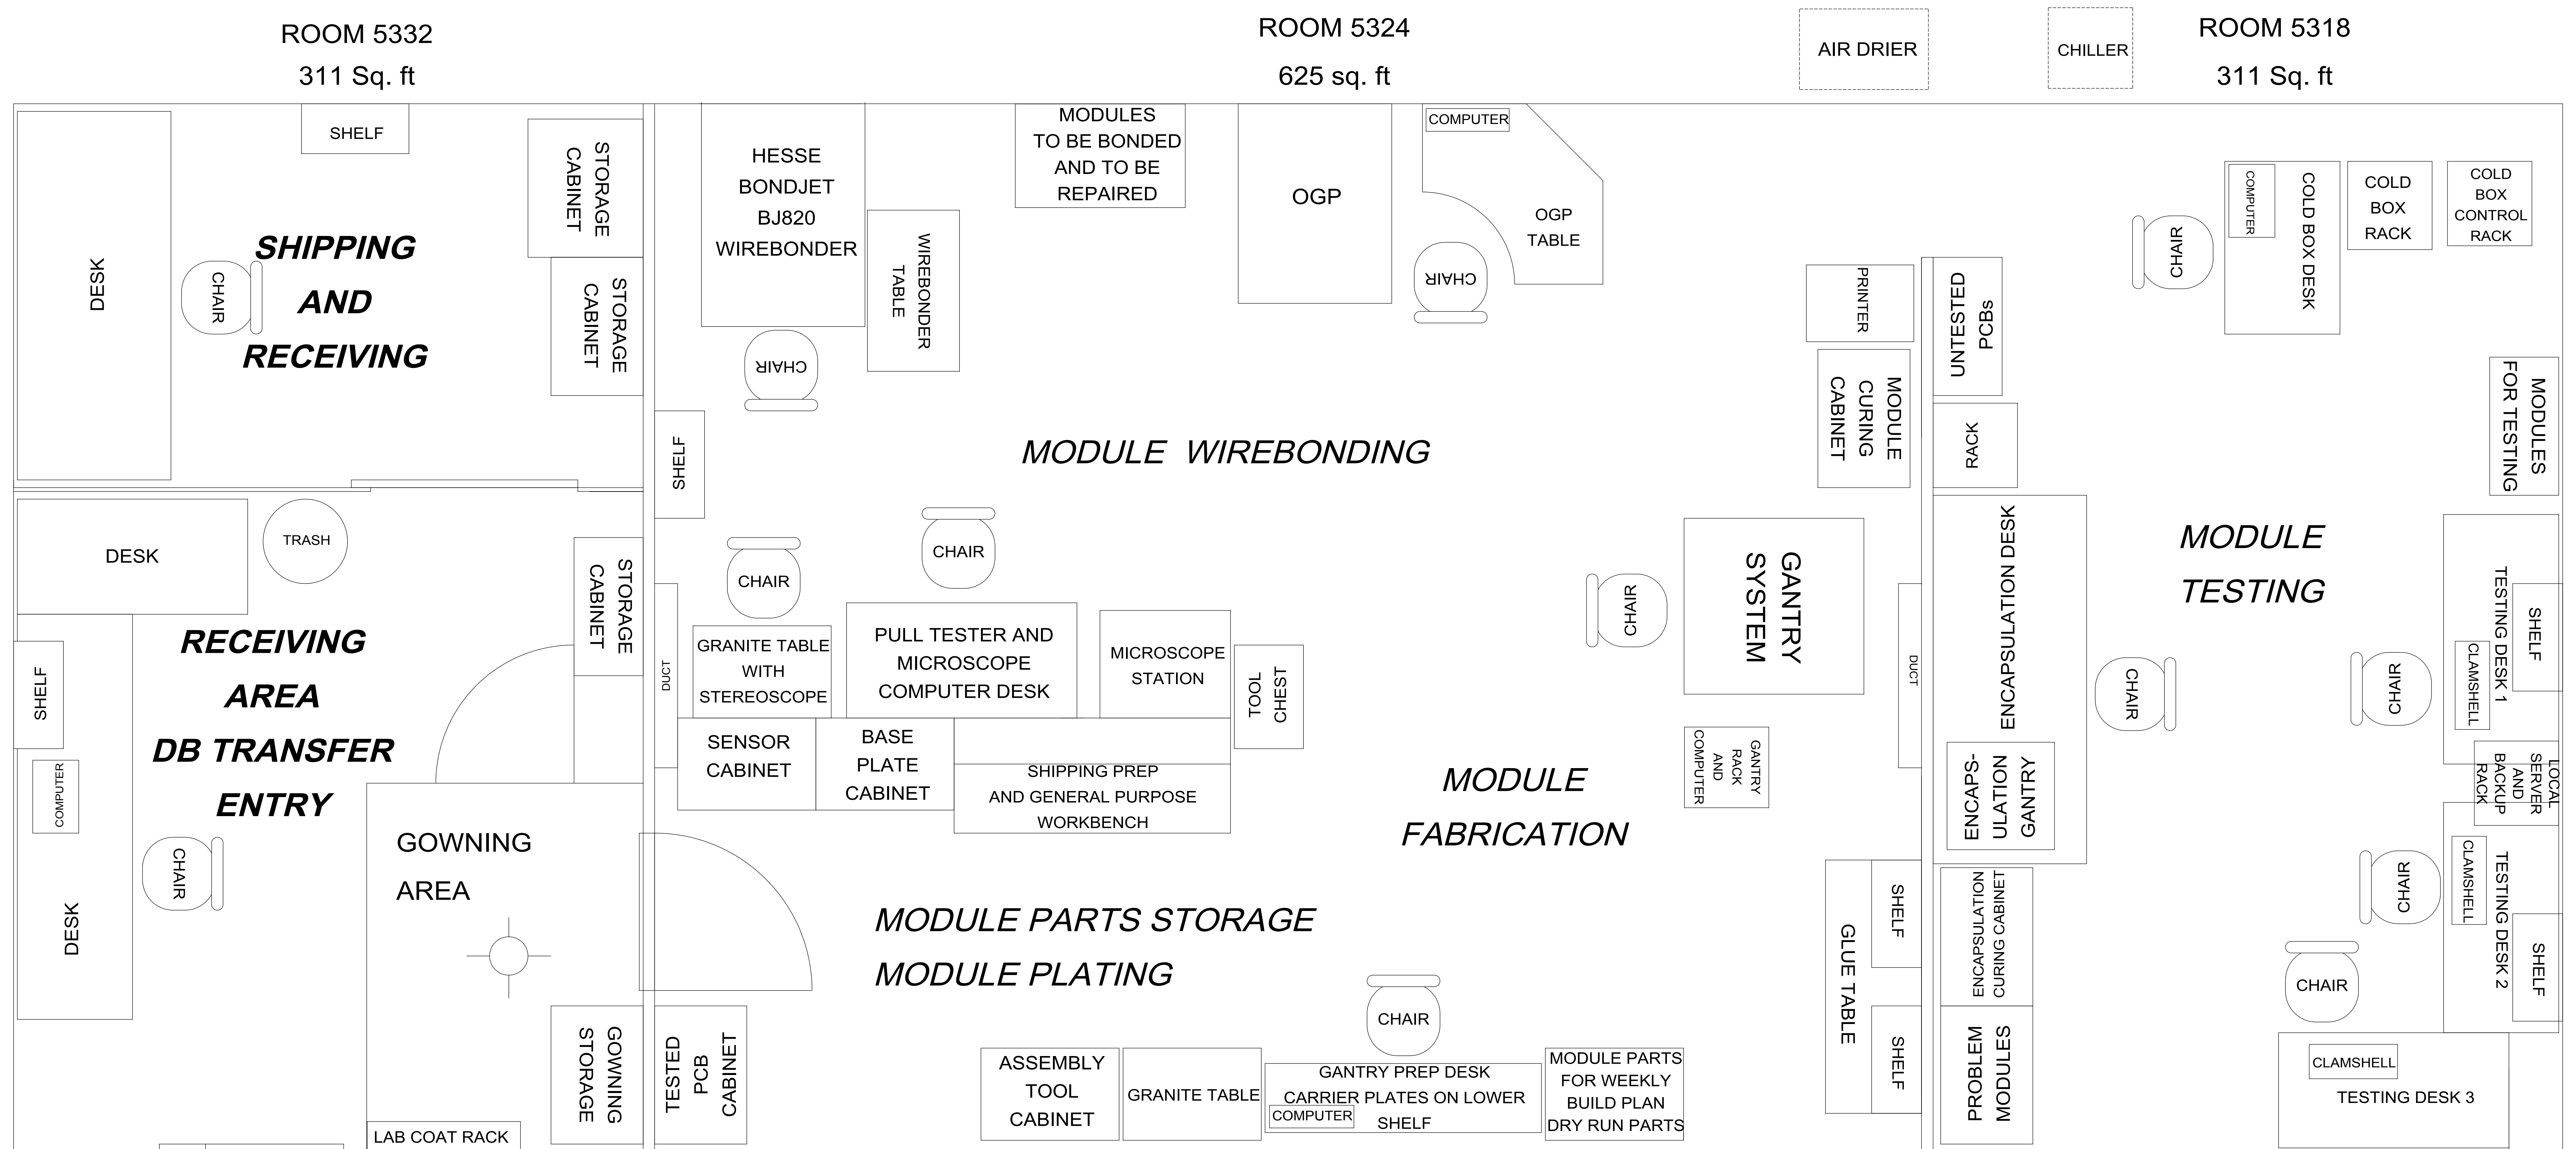 ROOM 5332
311 Sq. ft
ROOM 5324
625 sq. ft
AIR DRIER
CHILLER
ROOM 5318
311 Sq. ft
DESK
SHELF
CHAIR
SHIPPING
AND
RECEIVING
STORAGE
CABINET
STORAGE
CABINET
DESK
TRASH
STORAGE
CABINET
RECEIVING
AREA
DB TRANSFER
ENTRY
SHELF
COMPUTER
DESK
CHAIR
GOWNING
AREA
GOWNING
STORAGE
LAB COAT RACK
HESSE
BONDJET
BJ820
WIREBONDER
WIREBONDER
TABLE
CHAIR
SHELF
MODULES
TO BE BONDED
AND TO BE
REPAIRED
OGP
COMPUTER
OGP
TABLE
CHAIR
PRINTER
MODULE
CURING
CABINET
MODULE WIREBONDING
CHAIR
CHAIR
DUCT
GRANITE TABLE
WITH
STEREOSCOPE
PULL TESTER AND
MICROSCOPE
COMPUTER DESK
MICROSCOPE
STATION
TOOL
CHEST
SENSOR
CABINET
BASE
PLATE
CABINET
SHIPPING PREP
AND GENERAL PURPOSE
WORKBENCH
CHAIR
GANTRY
SYSTEM
DUCT
GANTRY
RACK
AND
COMPUTER
MODULE
FABRICATION
MODULE PARTS STORAGE
MODULE PLATING
TESTED
PCB
CABINET
ASSEMBLY
TOOL
CABINET
GRANITE TABLE
CHAIR
GANTRY PREP DESK
CARRIER PLATES ON LOWER
SHELF
COMPUTER
MODULE PARTS
FOR WEEKLY
BUILD PLAN
DRY RUN PARTS
GLUE TABLE
SHELF
SHELF
UNTESTED
PCBs
RACK
CHAIR
COMPUTER
COLD BOX DESK
COLD
BOX
RACK
COLD
BOX
CONTROL
RACK
MODULES
FOR TESTING
ENCAPSULATION DESK
ENCAPS-
ULATION
GANTRY
CHAIR
MODULE
TESTING
TESTING DESK 1
SHELF
CLAMSHELL
CHAIR
LOCAL
SERVER
AND
BACKUP
RACK
CHAIR
CLAMSHELL
TESTING DESK 2
SHELF
ENCAPSULATION
CURING CABINET
PROBLEM
MODULES
CHAIR
CLAMSHELL
TESTING DESK 3